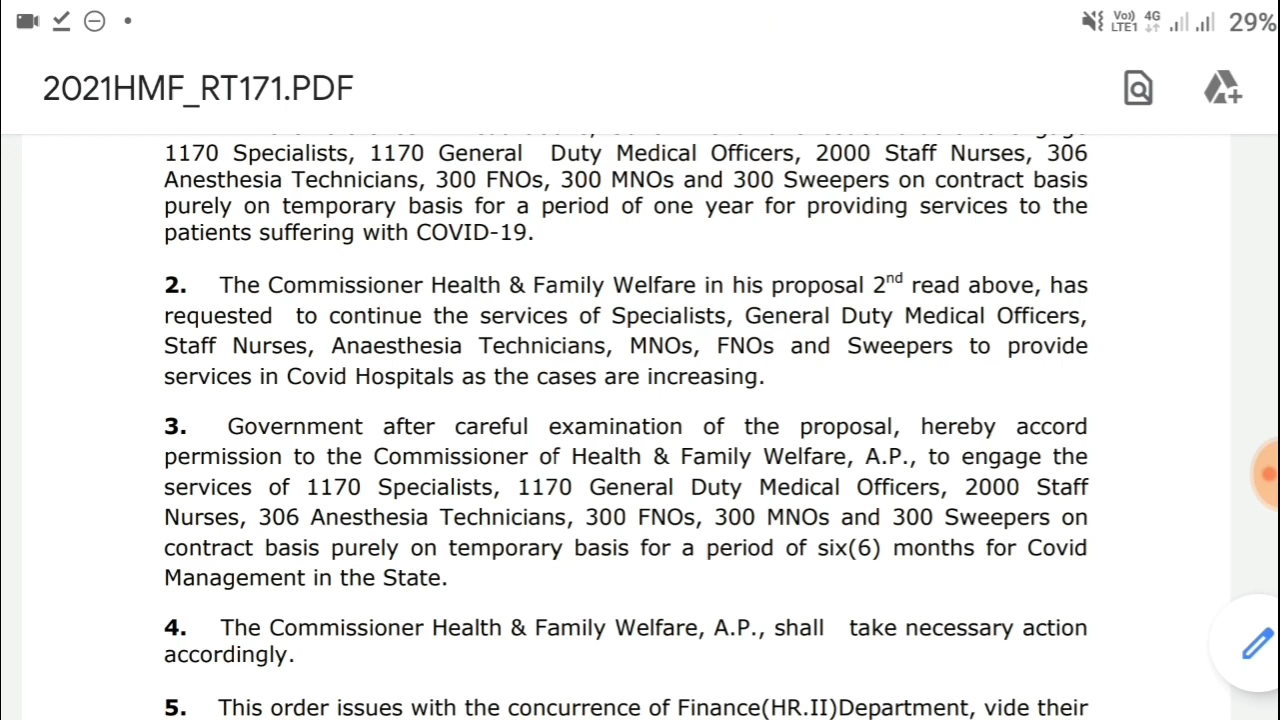 Vo)) 4G
LTE1
29%
2021HMF_RT171.PDF
1170 Specialists, 1170 General Duty Medical Officers, 2000 Staff Nurses, 306
Anesthesia Technicians, 300 FNOs, 300 MNOs and 300 Sweepers on contract basis
purely on temporary basis for a period of one year for providing services to the
patients suffering with COVID-19.
2. The Commissioner Health & Family Welfare in his proposal 2nd read above, has
requested to continue the services of Specialists, General Duty Medical Officers,
Staff Nurses, Anaesthesia Technicians, MNOs, FNOs and Sweepers to provide
services in Covid Hospitals as the cases are increasing.
3. Government after careful examination of the proposal, hereby accord
permission to the Commissioner of Health & Family Welfare, A.P., to engage the
services of 1170 Specialists, 1170 General Duty Medical Officers, 2000 Staff
Nurses, 306 Anesthesia Technicians, 300 FNOs, 300 MNOs and 300 Sweepers on
contract basis purely on temporary basis for a period of six(6) months for Covid
Management in the State.
4. The Commissioner Health & Family Welfare, A.P., shall take necessary action
accordingly.
5. This order issues with the concurrence of Finance(HR.II)Department, vide their